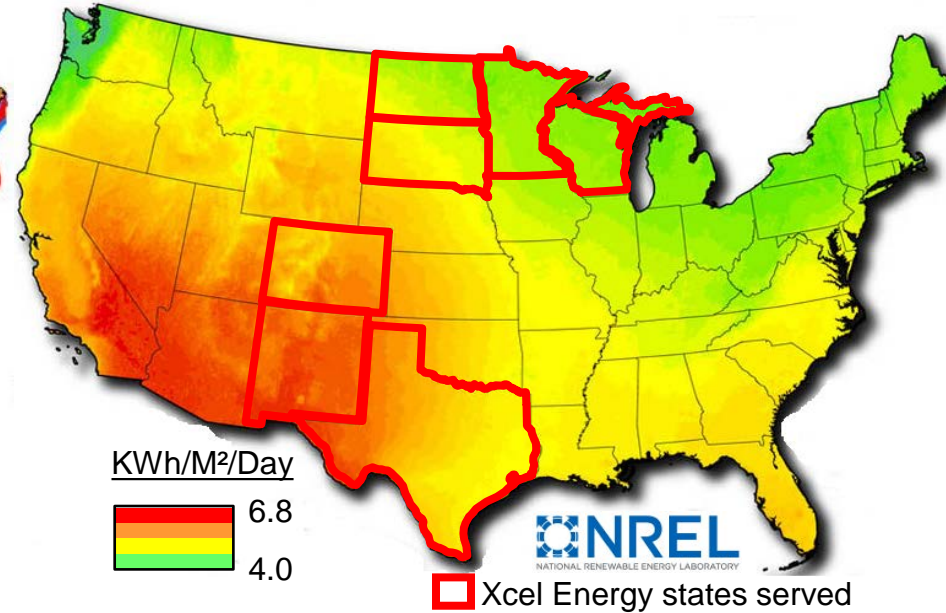 KWh/M²/Day
6.8
4.0
NREL
NATIONAL RENEWABLE ENERGY LABORATORY
Xcel Energy states served